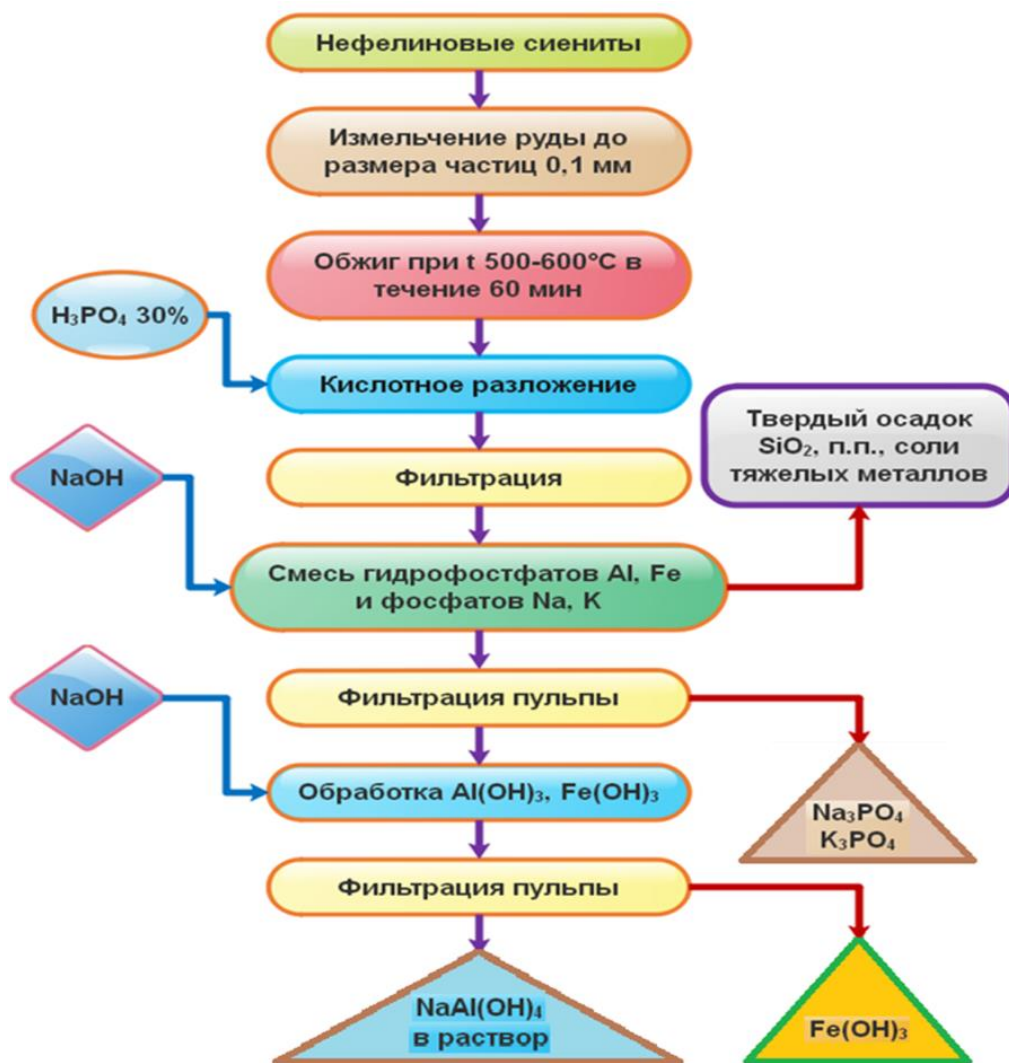 Нефелиновые сиениты
Измельчение руды до
размера частиц 0,1 мм
Обжиг при t 500-600°C в
течение 60 мин
H₃PO₄ 30%
Кислотное разложение
Твердый осадок
SiO₂, п.п., соли
тяжелых металлов
NaOH
Фильтрация
Смесь гидрофостфатов Al, Fe
и фосфатов Na, K
NaOH
Фильтрация пульпы
Обработка Al(OH)₃, Fe(OH)₃
Na₃PO₄
K₃PO₄
Фильтрация пульпы
NaAl(OH)₄
в раствор
Fe(OH)₃